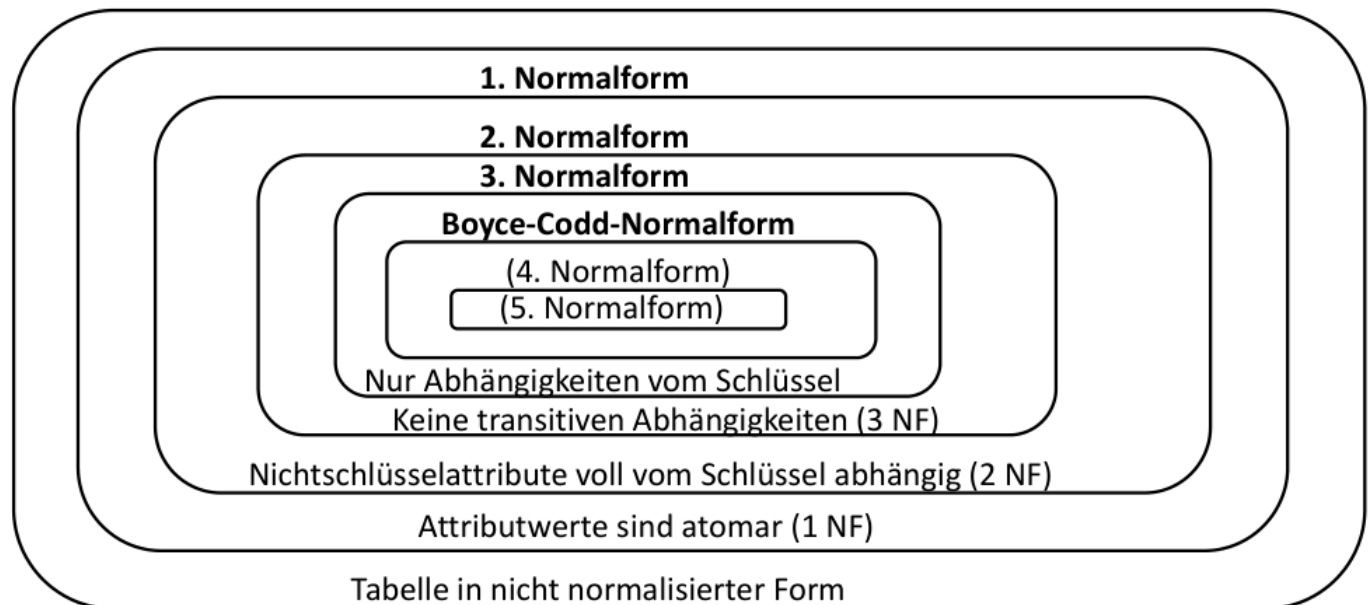 1. Normalform
2. Normalform
3. Normalform
Boyce-Codd-Normalform
(4. Normalform)
(5. Normalform)
Nur Abhängigkeiten vom Schlüssel
Keine transitiven Abhängigkeiten (3 NF)
Nichtschlüsselattribute voll vom Schlüssel abhängig (2 NF)
Attributwerte sind atomar (1 NF)
Tabelle in nicht normalisierter Form